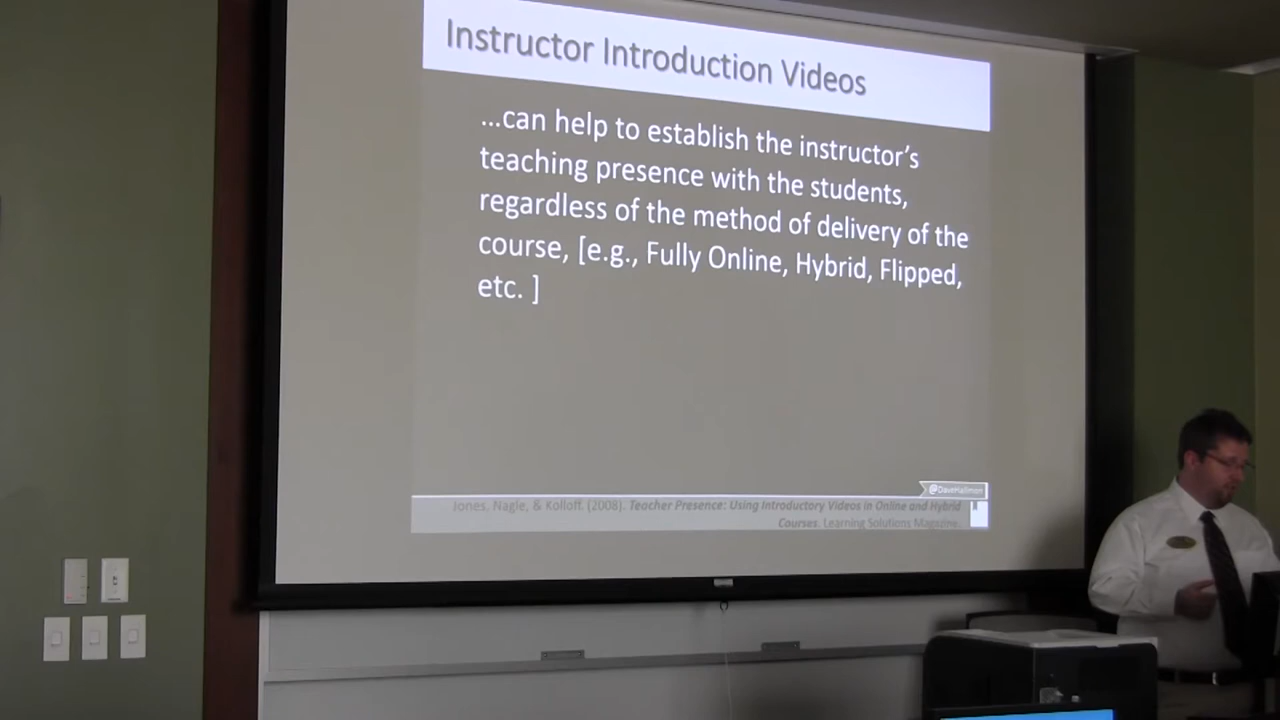 Instructor Introduction Videos
...can help to establish the instructor's
teaching presence with the students,
regardless of the method of delivery of the
course, [e.g., Fully Online, Hybrid, Flipped,
etc. ]
@DaveHallmon
Jones, Nagle, & Kolloff. (2008). Teacher Presence: Using Introductory Videos in Online and Hybrid
Courses. Learning Solutions Magazine.